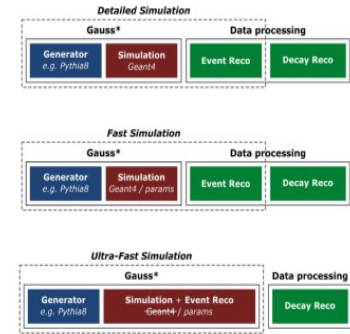 Detailed Simulation
Gauss* Data processing
Generator Simulation Event Reco Decay Reco
e.g. Pythia8 Geant4
Fast Simulation
Gauss* Data processing
Generator Simulation Event Reco Decay Reco
e.g. Pythia8 Geant4 / params
Ultra-Fast Simulation
Gauss* Data processing
Generator Simulation + Event Reco Decay Reco
e.g. Pythia8 Geant4 / params